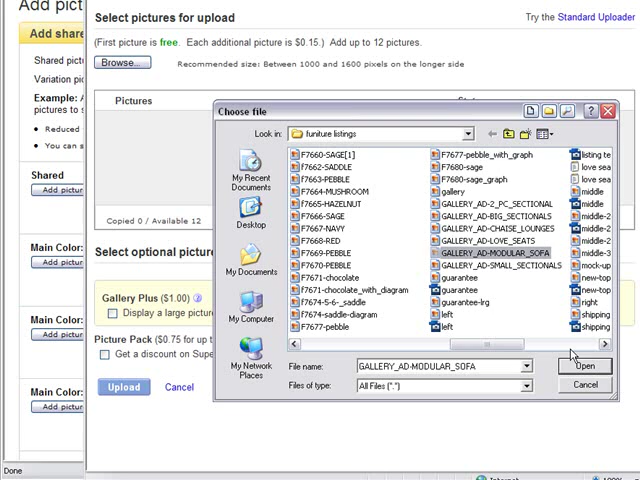 Add pict
Select pictures for upload
Try the Standard Uploader
Add share
(First picture is free. Each additional picture is $0.15.) Add up to 12 pictures.
Browse...
Recommended size: Between 1000 and 1600 pixels on the longer side
Shared pictu
Variation pic
Example: A
pictures to s
Reduced
You can s
Shared
Add pictur
Main Color:
Add pictur
Main Color:
Add pictur
Main Color:
Add pictur
Pictures
Copied 0 / Available 12
Select optional picture
Gallery Plus ($1.00)
Display a large pictur
Picture Pack ($0.75 for up t
Get a discount on Supe
Upload
Cancel
Choose file
Look in:
funiture listings
My Recent
Documents
Desktop
My Documents
My Computer
My Network
Places
F7660-SAGE[1]
F7662-SADDLE
F7663-PEBBLE
F7664-MUSHROOM
F7665-HAZELNUT
F7666-SAGE
F7667-NAVY
F7668-RED
F7669-PEBBLE
F7670-PEBBLE
F7671-chocolate
F7671-chocolate_with_diagram
F7674-5-6-_saddle
F7674-saddle-diagram
F7677-pebble
F7677-pebble_with_graph
F7680-sage
F7680-sage_graph
gallery
GALLERY_AD-2_PC_SECTIONAL
GALLERY_AD-BIG_SECTIONALS
GALLERY_AD-CHAISE_LOUNGES
GALLERY_AD-LOVE_SEATS
GALLERY_AD-MODULAR_SOFA
GALLERY_AD-SMALL_SECTIONALS
guarantee
guarantee
guarantee-lrg
left
left
listing te
love sea
love sea
middle
middle
middle-2
middle-2
middle-2
middle-3
mock-up
new-top
new-top
right
shipping
shipping
File name:
GALLERY_AD-MODULAR_SOFA
Open
Files of type:
All Files (*.*)
Cancel
Done
Internet
100%